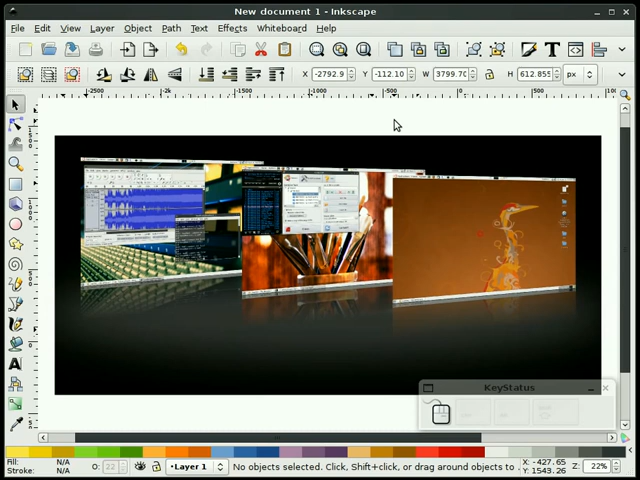 New document 1 - Inkscape
File Edit View Layer Object Path Text Effects Whiteboard Help
X -2792.9 Y -112.10 W 3799.70 H 612.855 px
-2500 -1500 -500 0 500
KeyStatus
Fill: N/A
Stroke: N/A
O: 22
Layer 1
No objects selected. Click, Shift+click, or drag around objects to
X: -427.65
Y: 1543.26
Z: 22%